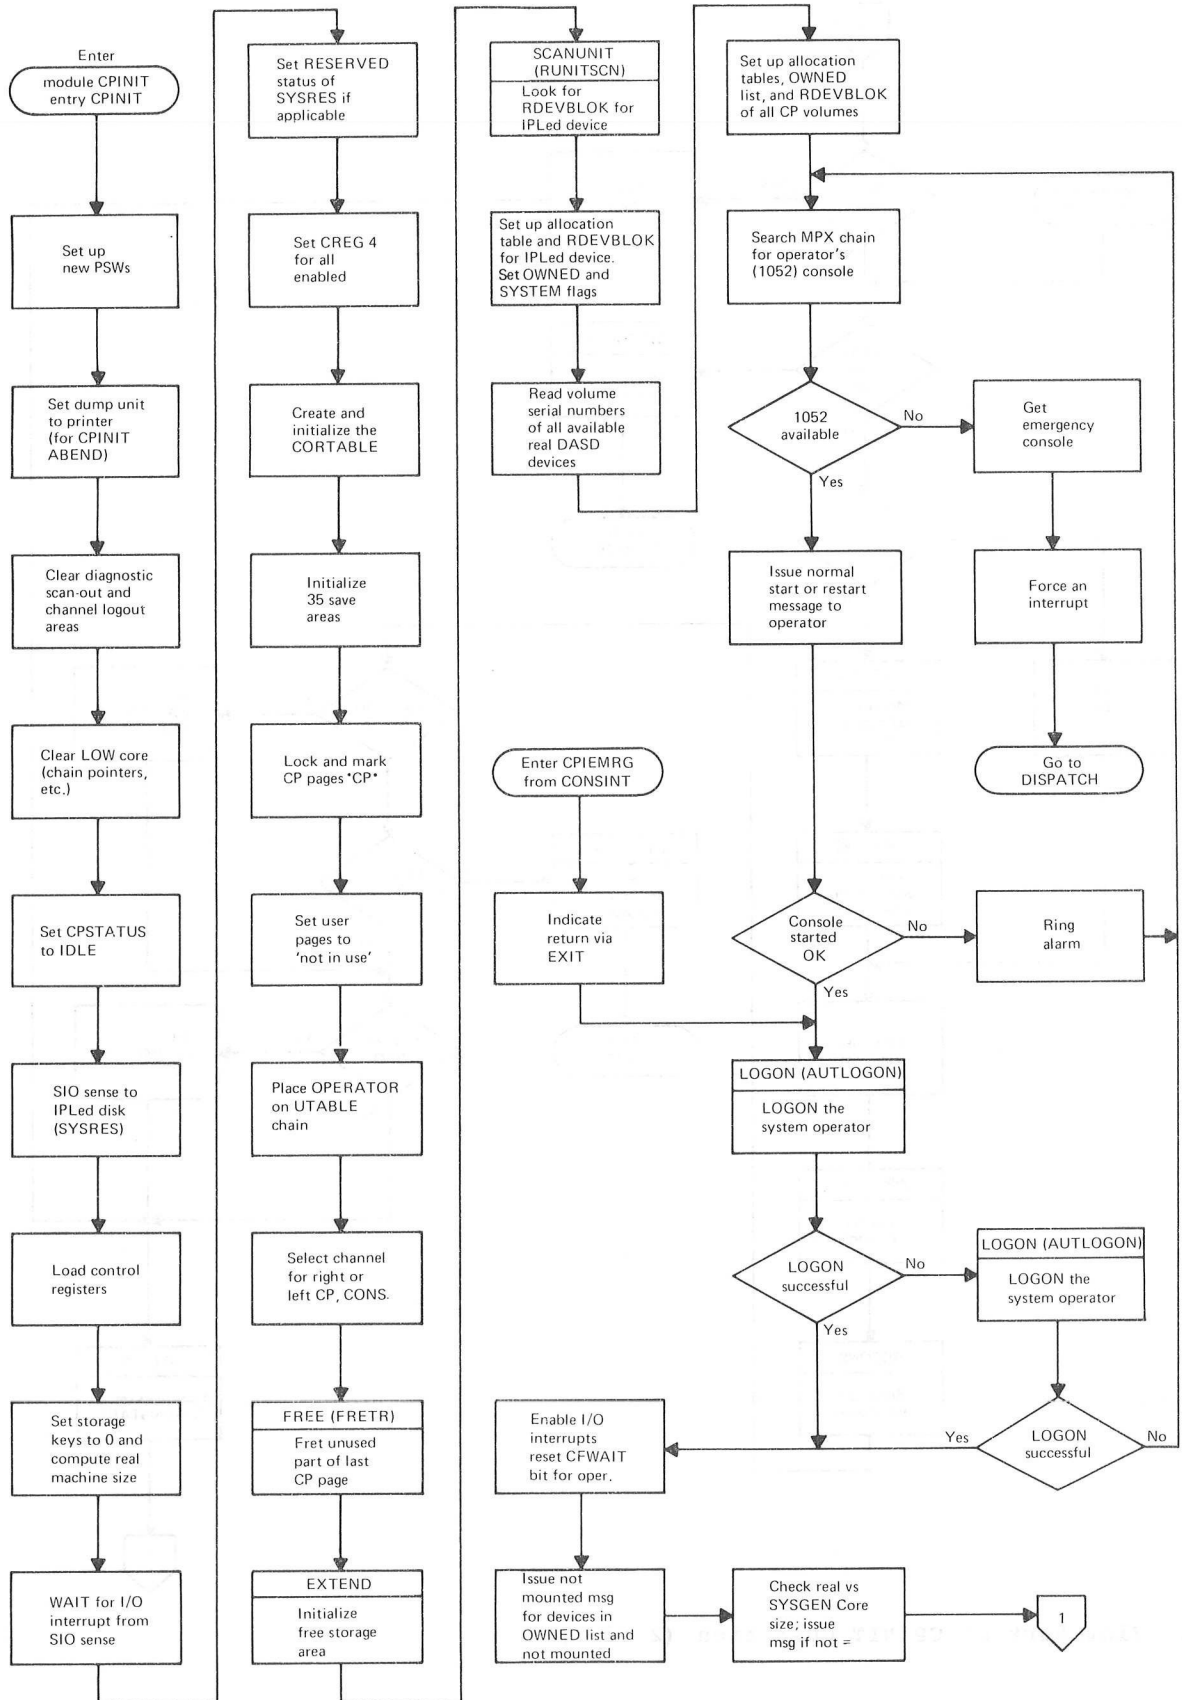 Enter
module CPINIT
entry CPINIT
Set up
new PSWs
Set dump unit
to printer
(for CPINIT
ABEND)
Clear diagnostic
scan-out and
channel logout
areas
Clear LOW core
(chain pointers,
etc.)
Set CPSTATUS
to IDLE
SIO sense to
IPLed disk
(SYSRES)
Load control
registers
Set storage
keys to 0 and
compute real
machine size
WAIT for I/O
interrupt from
SIO sense
Set RESERVED
status of
SYSRES if
applicable
Set CREG 4
for all
enabled
Create and
initialize the
CORTABLE
Initialize
35 save
areas
Lock and mark
CP pages *CP*
Set user
pages to
'not in use'
Place OPERATOR
on UTABLE
chain
Select channel
for right or
left CP, CONS.
FREE (FRETR)
Fret unused
part of last
CP page
EXTEND
Initialize
free storage
area
SCANUNIT
(RUNITSCN)
Look for
RDEVBLOK for
IPLed device
Set up allocation
table and RDEVBLOK
for IPLed device.
Set OWNED and
SYSTEM flags
Read volume
serial numbers
of all available
real DASD
devices
Set up allocation
tables, OWNED
list, and RDEVBLOK
of all CP volumes
Search MPX chain
for operator's
(1052) console
1052
available
No
Yes
Get
emergency
console
Force an
interrupt
Go to
DISPATCH
Issue normal
start or restart
message to
operator
Enter CPIEMRG
from CONSINT
Indicate
return via
EXIT
Console
started
OK
No
Yes
Ring
alarm
LOGON (AUTLOGON)
LOGON the
system operator
LOGON
successful
No
Yes
LOGON (AUTLOGON)
LOGON the
system operator
LOGON
successful
Yes
No
Enable I/O
interrupts
reset CFWAIT
bit for oper.
Issue not
mounted msg
for devices in
OWNED list and
not mounted
Check real vs
SYSGEN Core
size; issue
msg if not =
1